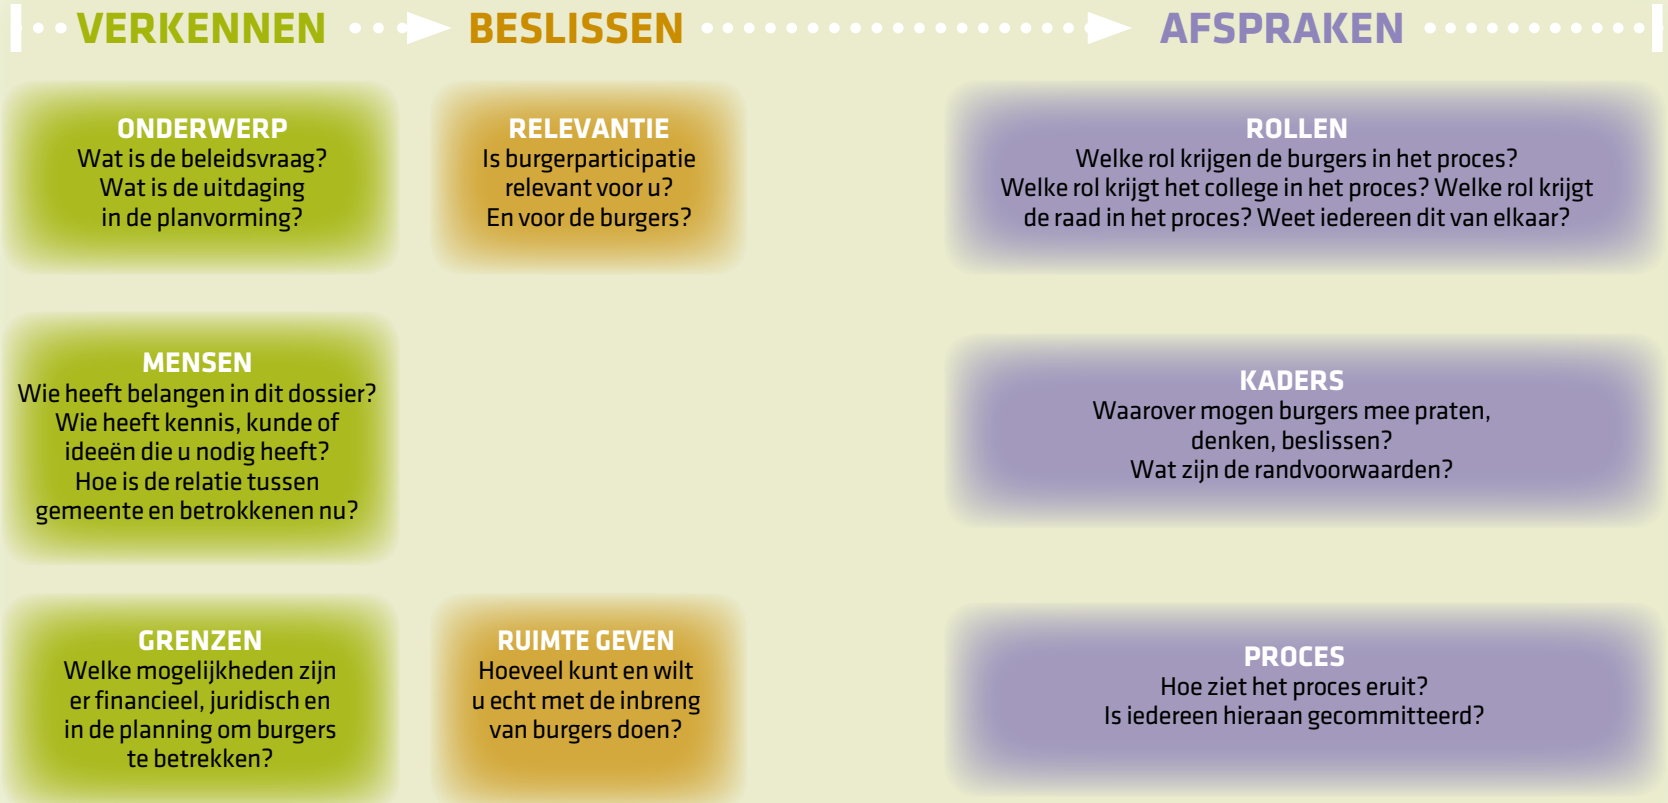 VERKENNEN
BESLISSEN
AFSPRAKEN
ONDERWERP
Wat is de beleidsvraag?
Wat is de uitdaging
in de planvorming?
MENSEN
Wie heeft belangen in dit dossier?
Wie heeft kennis, kunde of
ideeën die u nodig heeft?
Hoe is de relatie tussen
gemeente en betrokkenen nu?
GRENZEN
Welke mogelijkheden zijn
er financieel, juridisch en
in de planning om burgers
te betrekken?
RELEVANTIE
Is burgerparticipatie
relevant voor u?
En voor de burgers?
RUIMTE GEVEN
Hoeveel kunt en wilt
u echt met de inbreng
van burgers doen?
ROLLEN
Welke rol krijgen de burgers in het proces?
Welke rol krijgt het college in het proces? Welke rol krijgt
de raad in het proces? Weet iedereen dit van elkaar?
KADERS
Waarover mogen burgers mee praten,
denken, beslissen?
Wat zijn de randvoorwaarden?
PROCES
Hoe ziet het proces eruit?
Is iedereen hieraan gecommitteerd?